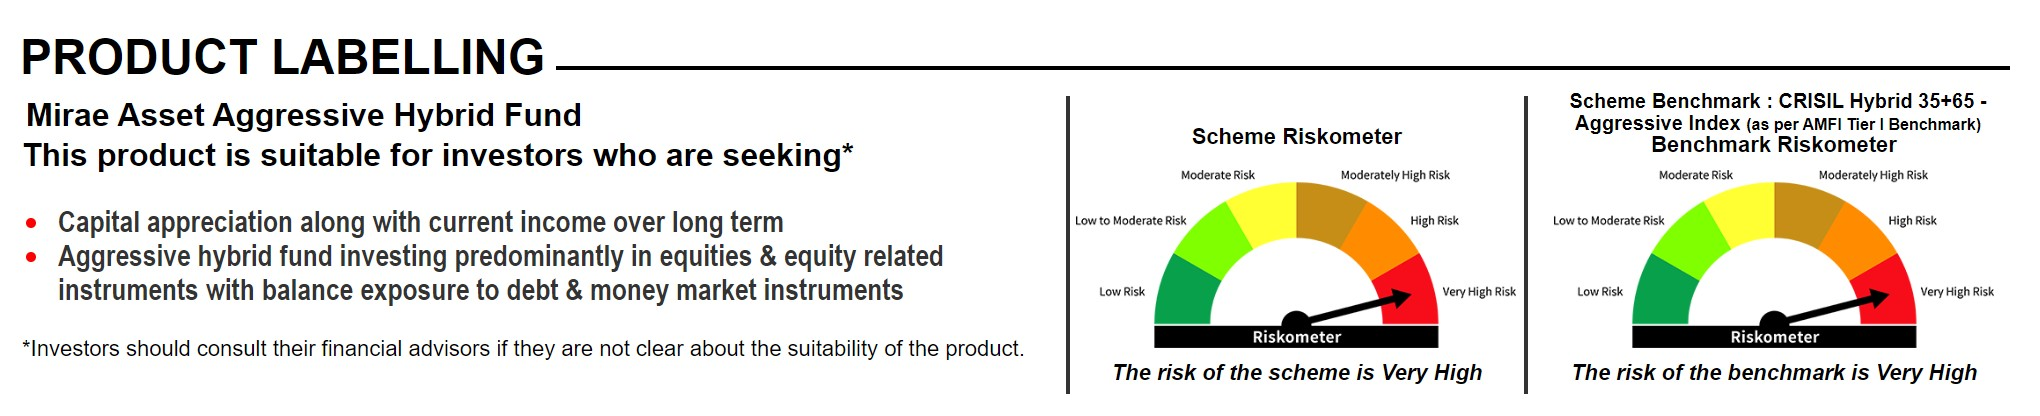 PRODUCT LABELLING
Mirae Asset Aggressive Hybrid Fund
This product is suitable for investors who are seeking*
• Capital appreciation along with current income over long term
• Aggressive hybrid fund investing predominantly in equities & equity related
instruments with balance exposure to debt & money market instruments
*Investors should consult their financial advisors if they are not clear about the suitability of the product.
Scheme Riskometer
Moderate Risk
Moderately High Risk
Low to Moderate Risk
High Risk
Low Risk
Very High Risk
Riskometer
The risk of the scheme is Very High
Scheme Benchmark : CRISIL Hybrid 35+65 -
Aggressive Index (as per AMFI Tier I Benchmark)
Benchmark Riskometer
Moderate Risk
Moderately High Risk
Low to Moderate Risk
High Risk
Low Risk
Very High Risk
Riskometer
The risk of the benchmark is Very High